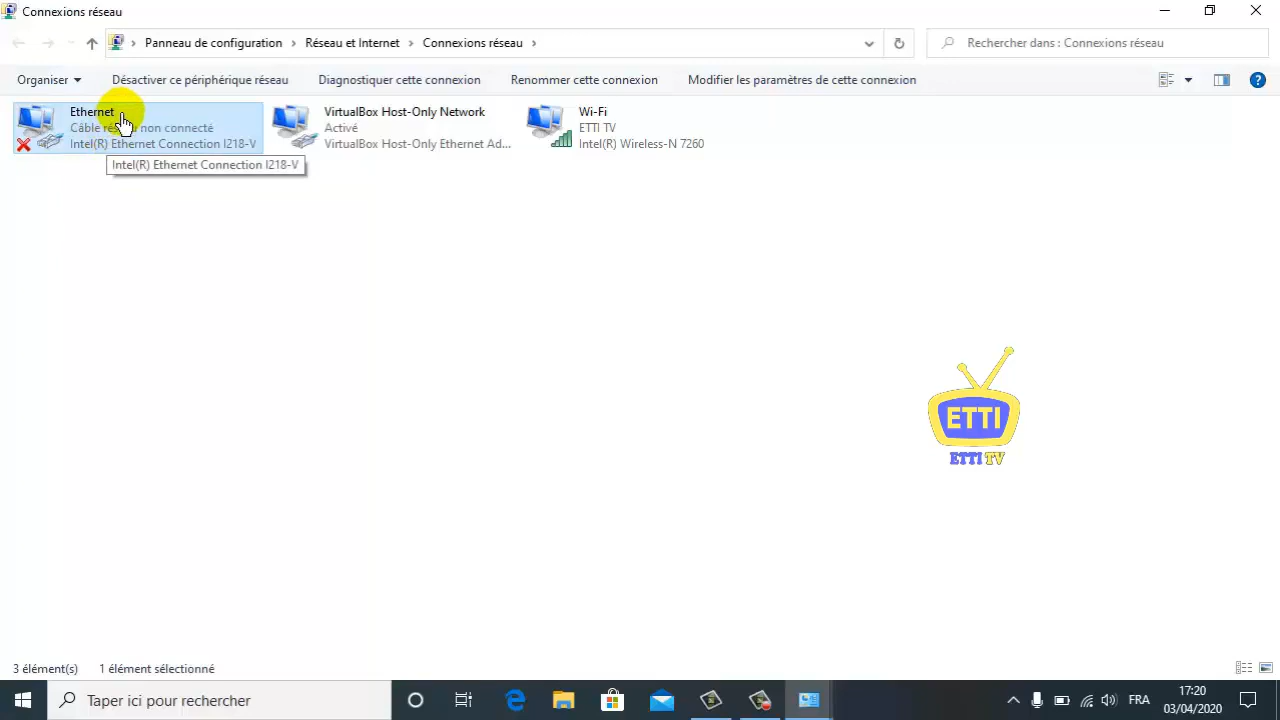 Connexions réseau
Panneau de configuration > Réseau et Internet > Connexions réseau >
Rechercher dans : Connexions réseau
Organiser
Désactiver ce périphérique réseau
Diagnostiquer cette connexion
Renommer cette connexion
Modifier les paramètres de cette connexion
Ethernet
Câble réseau non connecté
Intel(R) Ethernet Connection I218-V
VirtualBox Host-Only Network
Activé
VirtualBox Host-Only Ethernet Ad...
Wi-Fi
ETTI TV
Intel(R) Wireless-N 7260
Intel(R) Ethernet Connection I218-V
ETTI
ETTI TV
3 élément(s)
1 élément sélectionné
Taper ici pour rechercher
FRA
17:20
03/04/2020